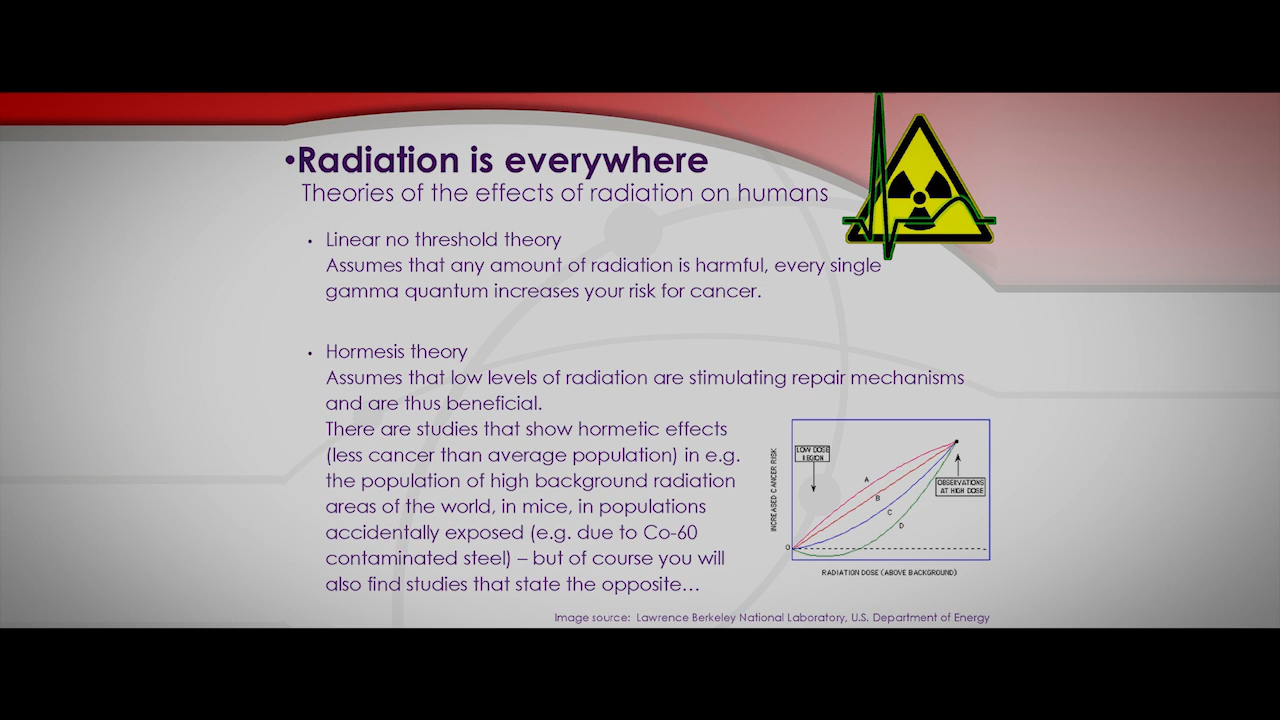 •Radiation is everywhere
Theories of the effects of radiation on humans
• Linear no threshold theory
Assumes that any amount of radiation is harmful, every single
gamma quantum increases your risk for cancer.
• Hormesis theory
Assumes that low levels of radiation are stimulating repair mechanisms
and are thus beneficial.
There are studies that show hormetic effects
(less cancer than average population) in e.g.
the population of high background radiation
areas of the world, in mice, in populations
accidentally exposed (e.g. due to Co-60
contaminated steel) – but of course you will
also find studies that state the opposite…
INCREASED CANCER RISK
LOW DOSE
REGION
A
B
C
D
OBSERVATIONS
AT HIGH DOSE
0
RADIATION DOSE (ABOVE BACKGROUND)
Image source: Lawrence Berkeley National Laboratory, U.S. Department of Energy